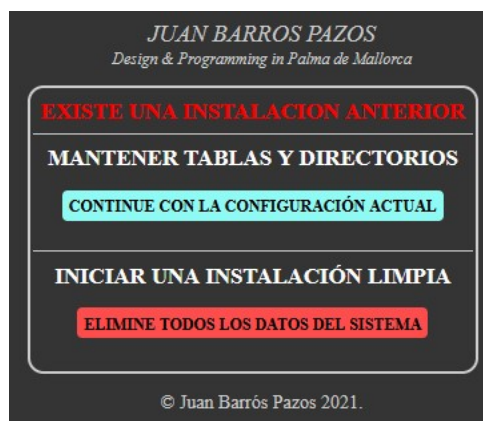 JUAN BARROS PAZOS
Design & Programming in Palma de Mallorca
EXISTE UNA INSTALACION ANTERIOR
MANTENER TABLAS Y DIRECTORIOS
CONTINUE CON LA CONFIGURACIÓN ACTUAL
INICIAR UNA INSTALACIÓN LIMPIA
ELIMINE TODOS LOS DATOS DEL SISTEMA
© Juan Barrós Pazos 2021.